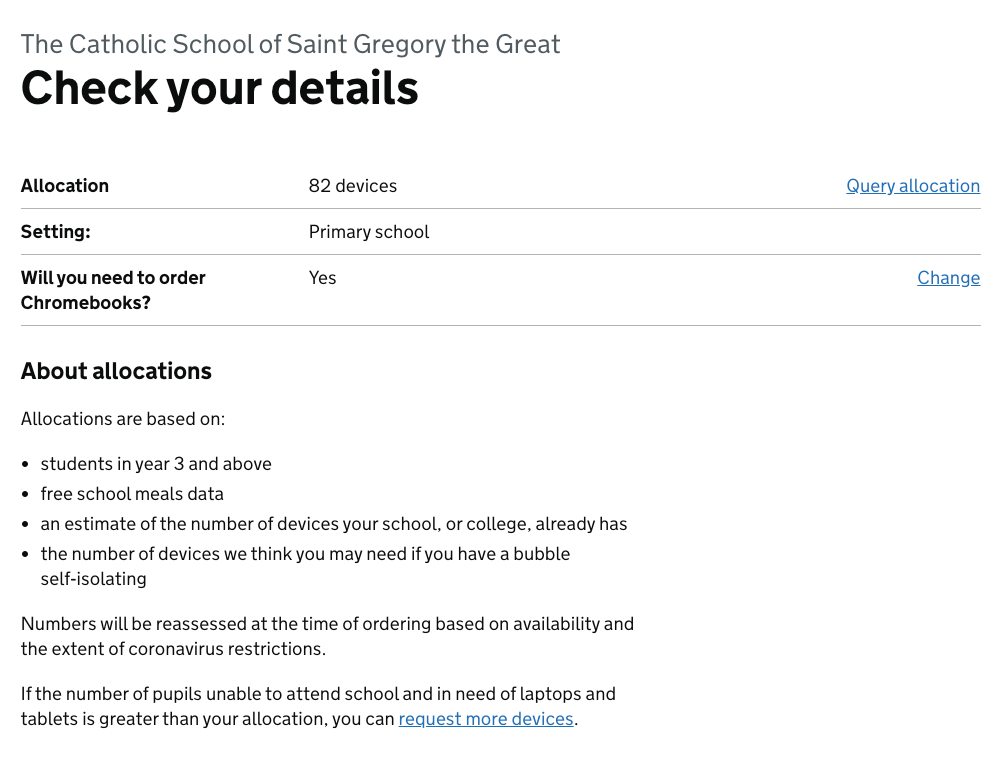 The Catholic School of Saint Gregory the Great
Check your details
Allocation 82 devices Query allocation
Setting: Primary school
Will you need to order Yes Change
Chromebooks?
About allocations
Allocations are based on:
• students in year 3 and above
• free school meals data
• an estimate of the number of devices your school, or college, already has
• the number of devices we think you may need if you have a bubble
self-isolating
Numbers will be reassessed at the time of ordering based on availability and
the extent of coronavirus restrictions.
If the number of pupils unable to attend school and in need of laptops and
tablets is greater than your allocation, you can request more devices.